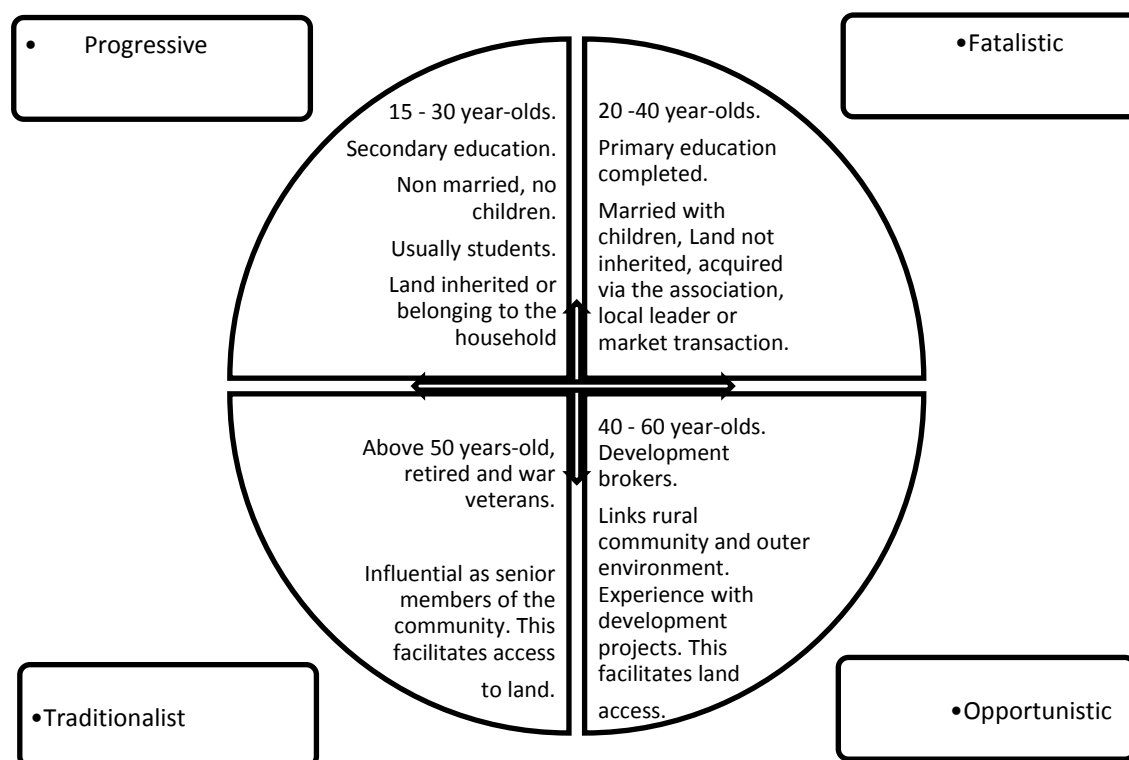 • Progressive
•Fatalistic
15 - 30 year-olds.
Secondary education.
Non married, no
children.
Usually students.
Land inherited or
belonging to the
household
20 -40 year-olds.
Primary education
completed.
Married with
children, Land not
inherited, acquired
via the association,
local leader or
market transaction.
Above 50 years-old,
retired and war
veterans.
Influential as senior
members of the
community. This
facilitates access
to land.
40 - 60 year-olds.
Development
brokers.
Links rural
community and outer
environment.
Experience with
development
projects. This
facilitates land
access.
•Traditionalist
•Opportunistic